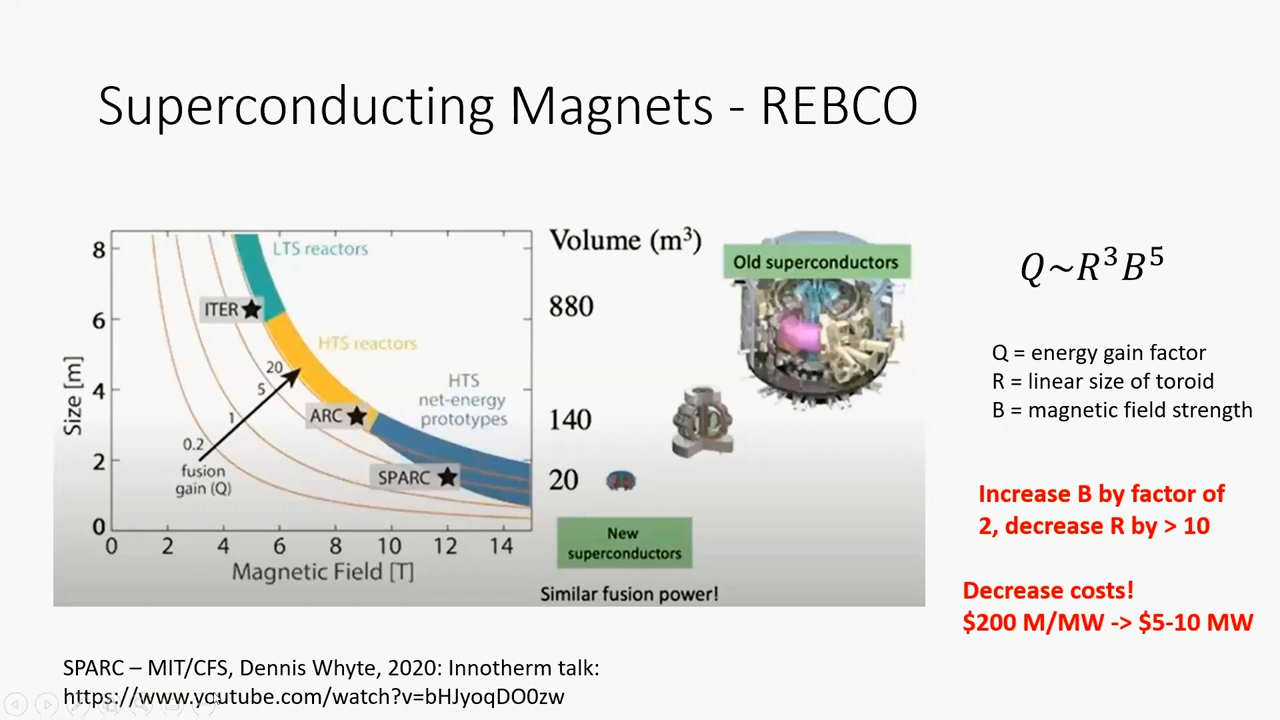 Superconducting Magnets - REBCO
8
6
4
2
0
Size [m]
0 2 4 6 8 10 12 14
Magnetic Field [T]
LTS reactors
ITER
HTS reactors
20
5
1
0.2
fusion
gain (Q)
HTS
net-energy
prototypes
ARC
SPARC
Volume (m³)
880
140
20
Old superconductors
New
superconductors
Similar fusion power!
Q~R³B⁵
Q = energy gain factor
R = linear size of toroid
B = magnetic field strength
Increase B by factor of
2, decrease R by > 10
Decrease costs!
$200 M/MW -> $5-10 MW
SPARC – MIT/CFS, Dennis Whyte, 2020: Innotherm talk:
https://www.youtube.com/watch?v=bHJyoqDO0zw